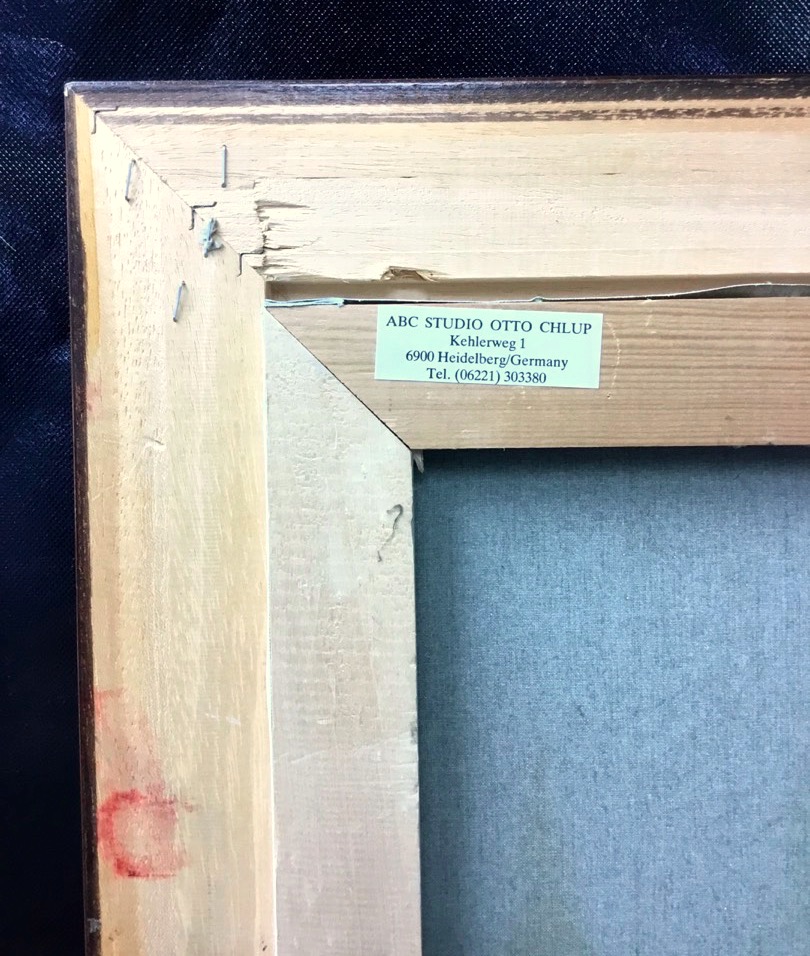 ABC STUDIO OTTO CHLUP
Kehlerweg 1
6900 Heidelberg/Germany
Tel. (06221) 303380